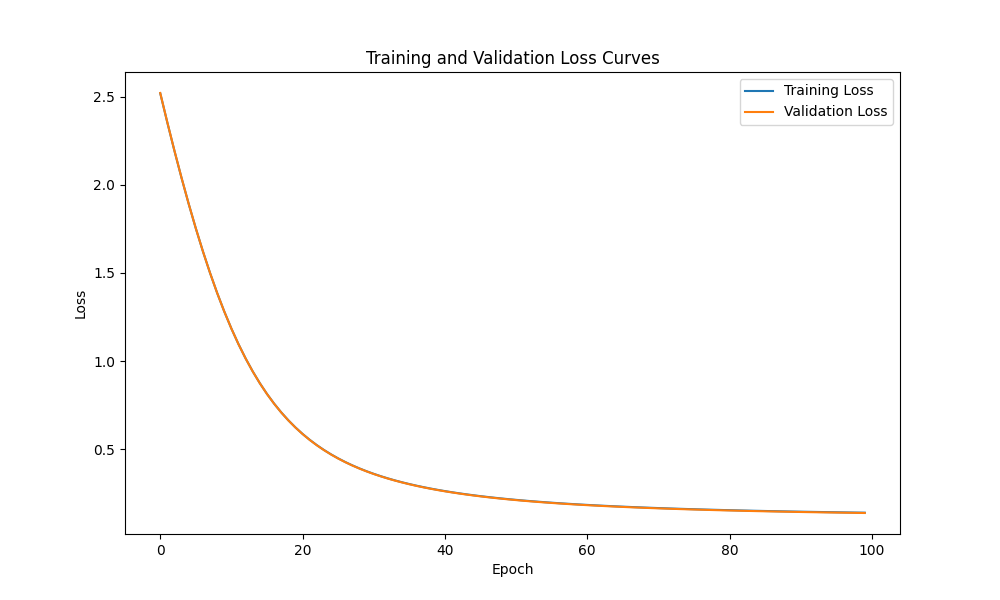 Training and Validation Loss Curves
Training Loss
Validation Loss
2.5
2.0
1.5
1.0
0.5
Loss
0 20 40 60 80 100
Epoch